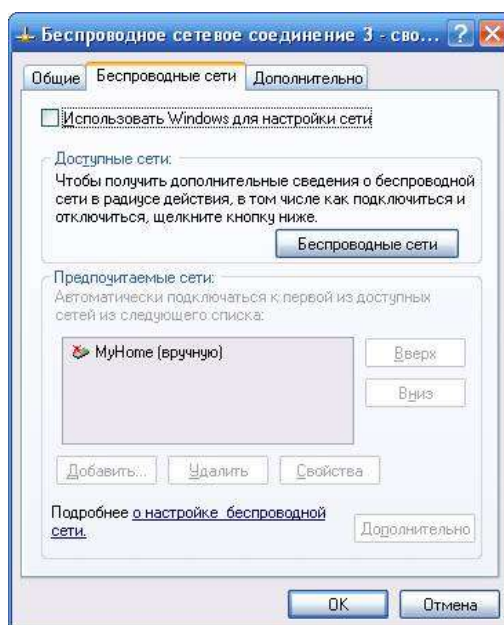 Беспроводное сетевое соединение 3 - сво...
Общие Беспроводные сети Дополнительно
Использовать Windows для настройки сети
Доступные сети:
Чтобы получить дополнительные сведения о беспроводной
сети в радиусе действия, в том числе как подключиться и
отключиться, щелкните кнопку ниже.
Беспроводные сети
Предпочитаемые сети:
Автоматически подключаться к первой из доступных
сетей из следующего списка:
MyHome (вручную)
Вверх
Вниз
Добавить... Удалить Свойства
Подробнее о настройке беспроводной
сети.
Дополнительно
OK Отмена